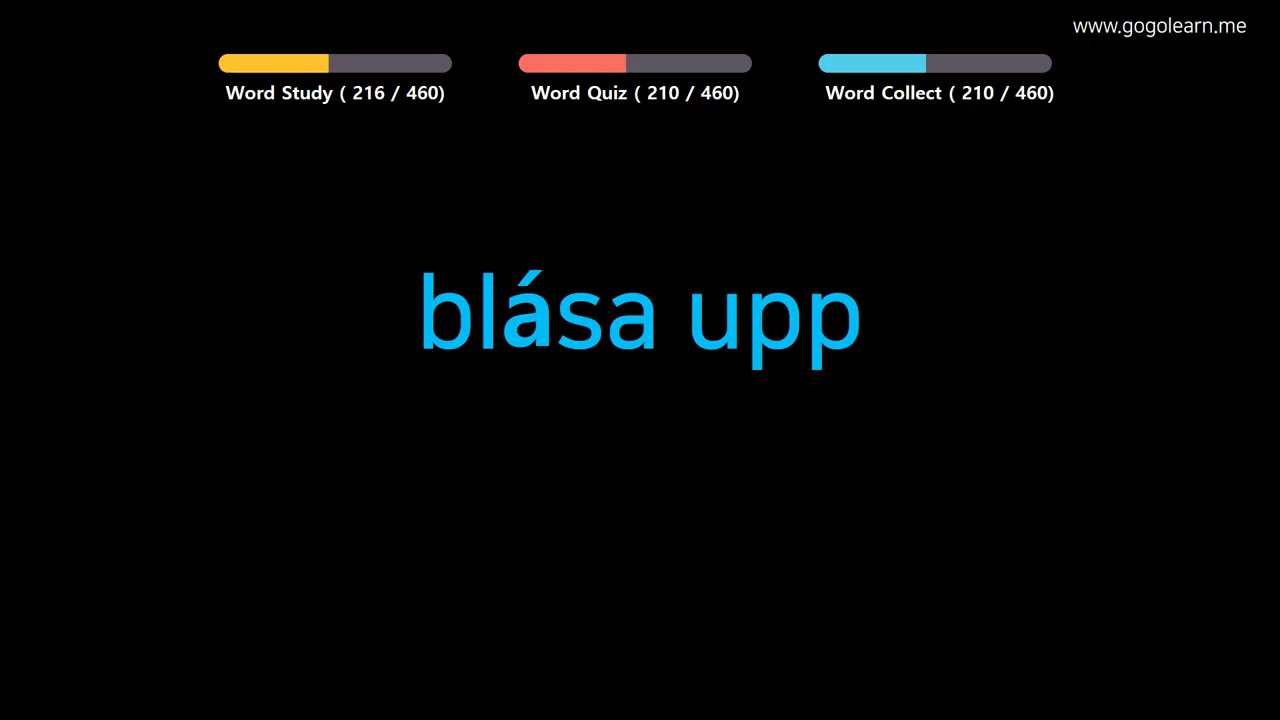 www.gogolearn.me
Word Study ( 216 / 460)
Word Quiz ( 210 / 460)
Word Collect ( 210 / 460)
blása upp